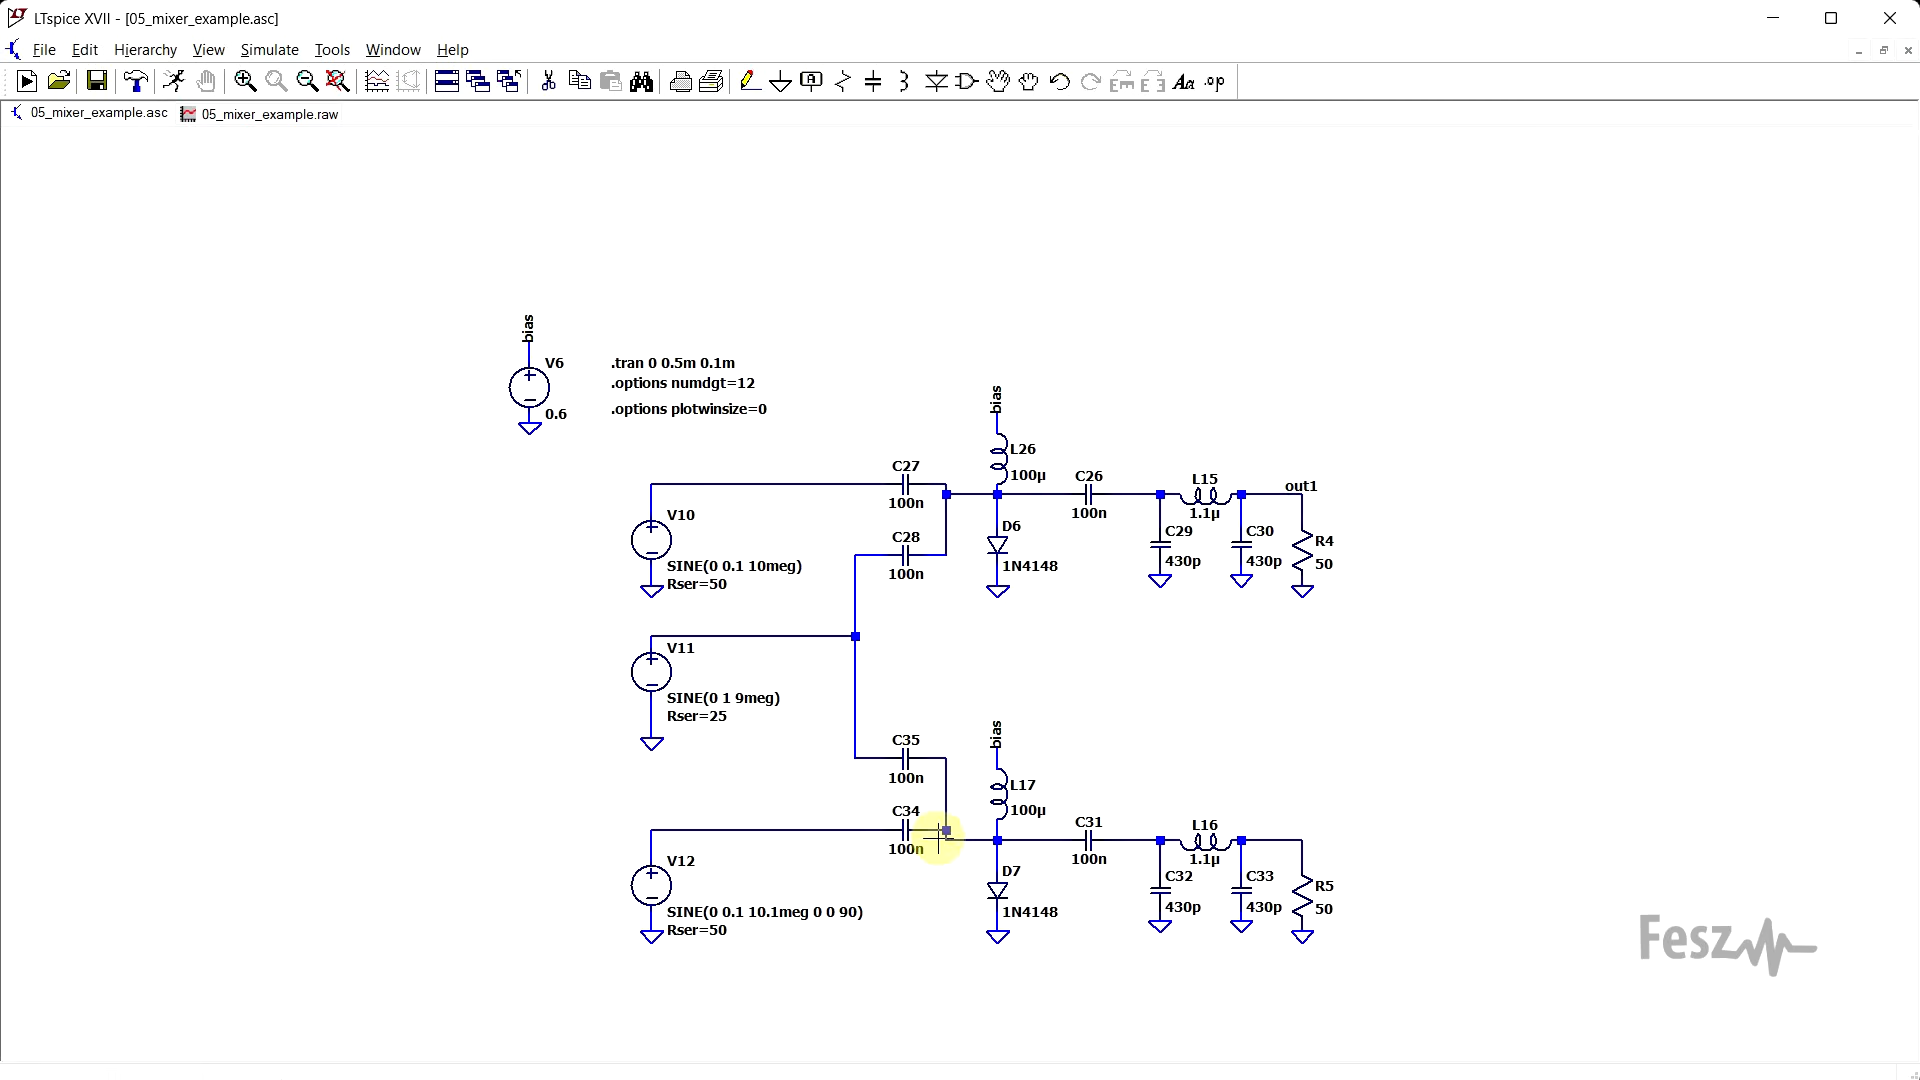 LTspice XVII - [05_mixer_example.asc]
File Edit Hierarchy View Simulate Tools Window Help
05_mixer_example.asc 05_mixer_example.raw
bias
V6
0.6
.tran 0 0.5m 0.1m
.options numdgt=12
.options plotwinsize=0
V10
SINE(0 0.1 10meg)
Rser=50
C27
100n
C28
100n
bias
L26
100µ
D6
1N4148
C26
100n
C29
430p
L15
1.1µ
C30
430p
out1
R4
50
V11
SINE(0 1 9meg)
Rser=25
C35
100n
C34
100n
V12
SINE(0 0.1 10.1meg 0 0 90)
Rser=50
bias
L17
100µ
D7
1N4148
C31
100n
C32
430p
L16
1.1µ
C33
430p
R5
50
Fesz